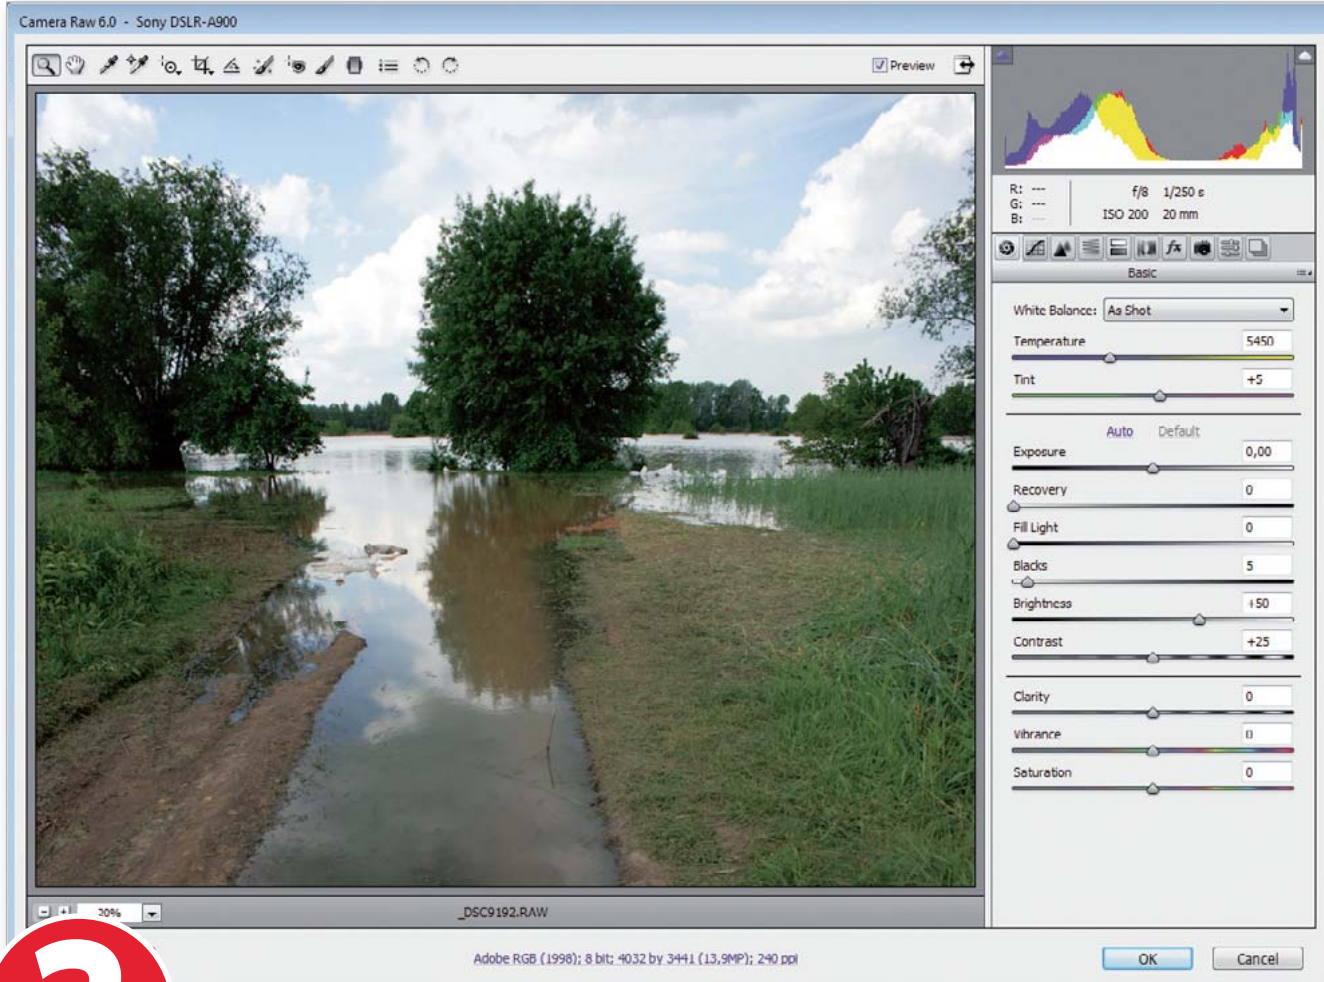 Camera Raw 6.0 - Sony DSLR-A900
Preview
R: ---
G: ---
B: ---
f/8 1/250 s
ISO 200 20 mm
fx
Basic
White Balance: As Shot
Temperature 5450
Tint +5
Auto Default
Exposure 0,00
Recovery 0
Fill Light 0
Blacks 5
Brightness +50
Contrast +25
Clarity 0
Vibrance 0
Saturation 0
20%
_DSC9192.RAW
Adobe RGB (1998); 8 bit; 4032 by 3441 (13,9MP); 240 ppi
OK Cancel